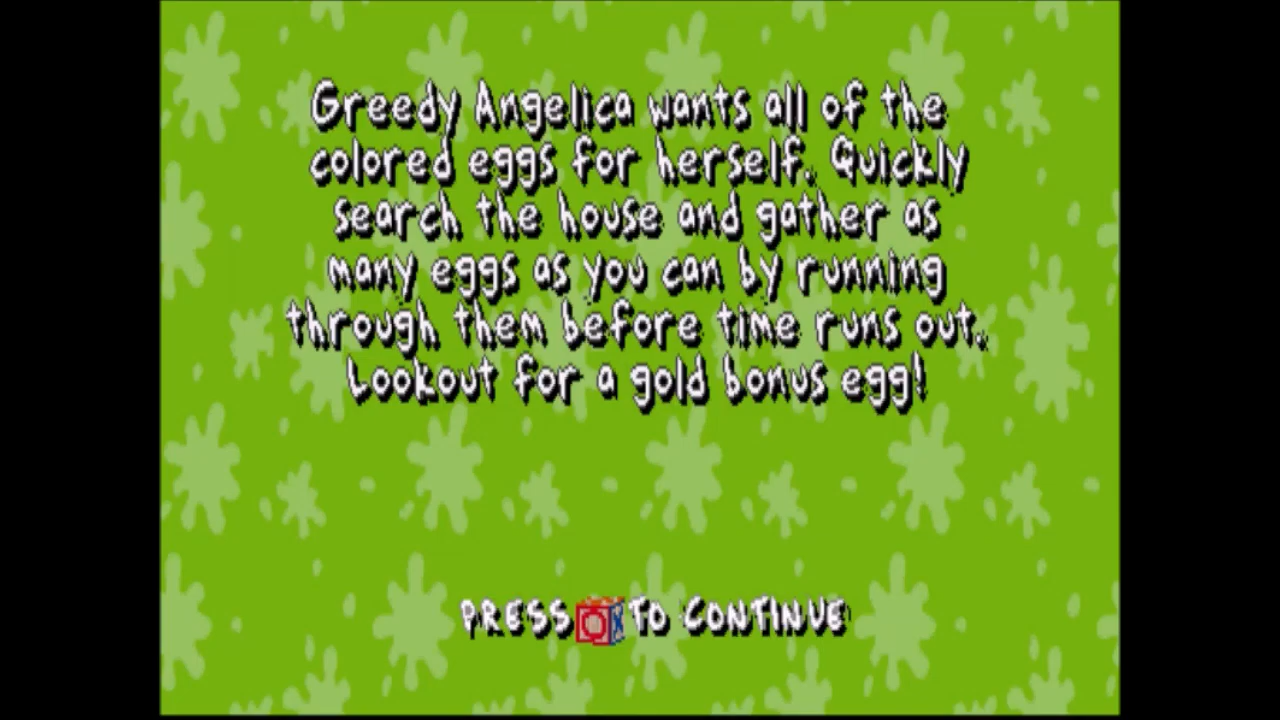 Greedy Angelica wants all of the
colored eggs for herself. Quickly
search the house and gather as
many eggs as you can by running
through them before time runs out.
Lookout for a gold bonus egg!
PRESS O TO CONTINUE